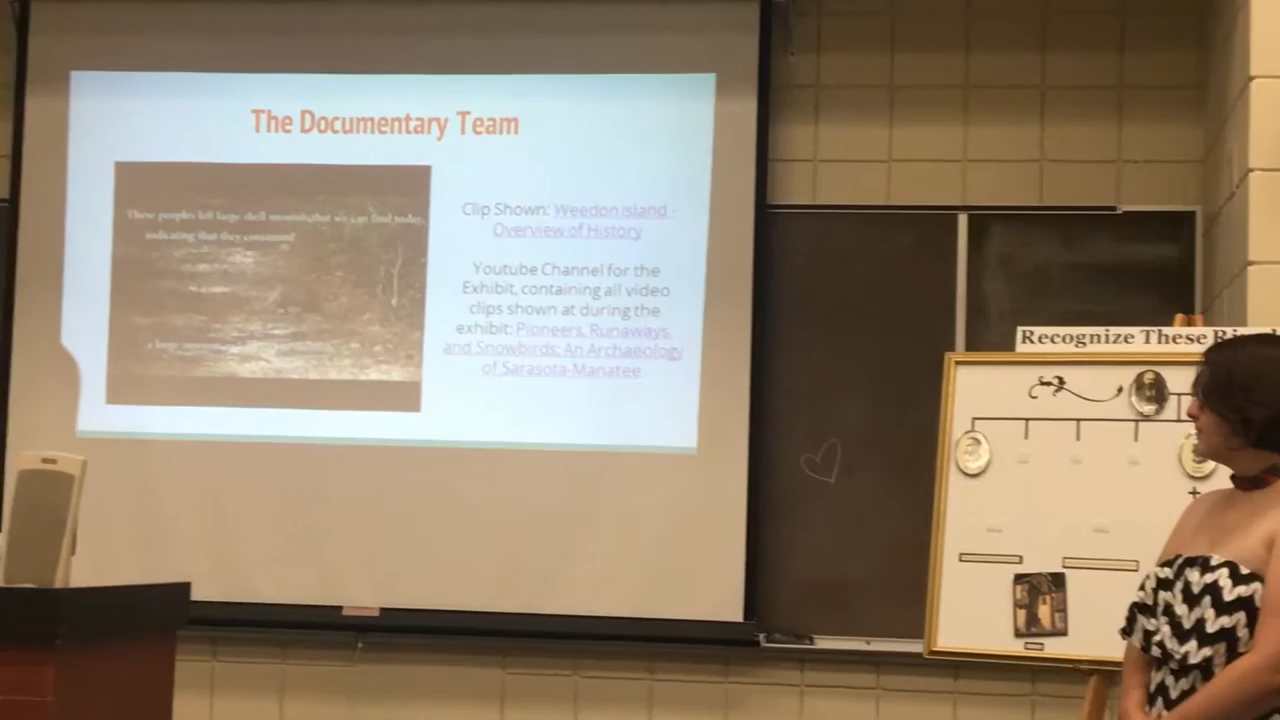 The Documentary Team
These peoples left large shell mounds that we can find today,
indicating that they consumed
a large
Clip Shown: Weedon Island -
Overview of History
Youtube Channel for the
Exhibit, containing all video
clips shown at during the
exhibit: Pioneers, Runaways,
and Snowbirds: An Archaeology
of Sarasota-Manatee
Recognize These